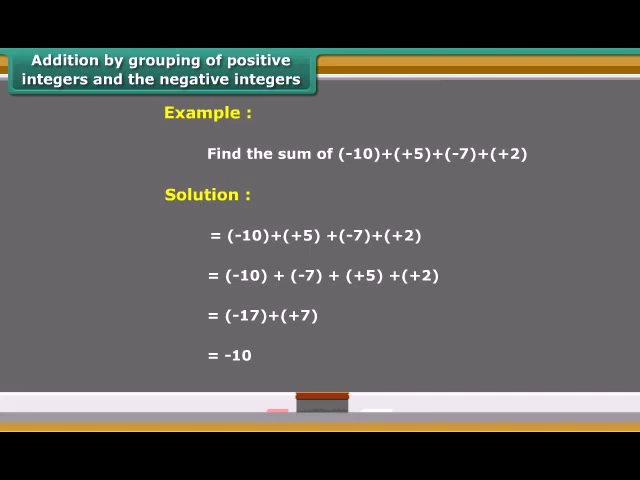 Addition by grouping of positive
integers and the negative integers
Example :
Find the sum of (-10)+(+5)+(-7)+(+2)
Solution :
= (-10)+(+5) +(-7)+(+2)
= (-10) + (-7) + (+5) +(+2)
= (-17)+(+7)
= -10